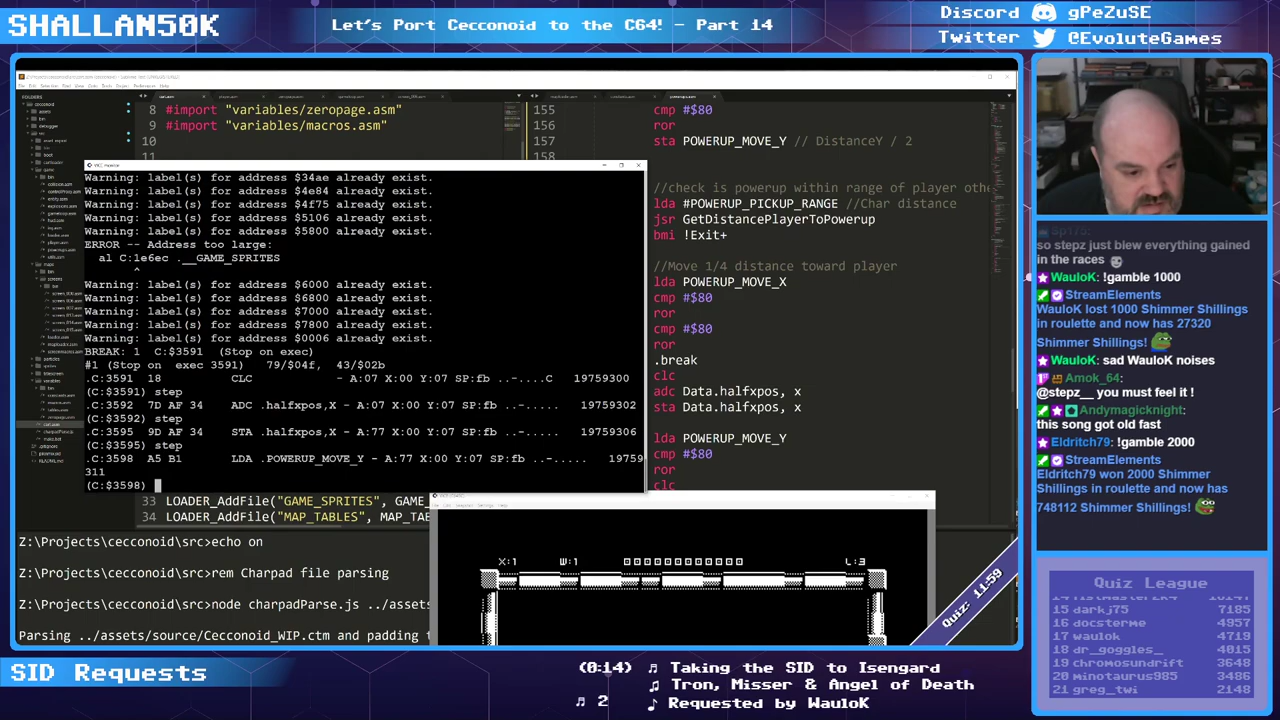 SHALLAN50K
Let's Port Cecconoid to the C64! - Part 14
Discord gPeZuSE
Twitter @EvoluteGames
8 #import "variables/zeropage.asm"
9 #import "variables/macros.asm"
10
155 cmp #$80
156 ror
157 sta POWERUP_MOVE_Y // DistanceY / 2
158
//check is powerup within range of player othe
lda #POWERUP_PICKUP_RANGE //Char distance
jsr GetDistancePlayerToPowerup
bmi !Exit+
//Move 1/4 distance toward player
lda POWERUP_MOVE_X
cmp #$80
ror
cmp #$80
ror
.break
clc
adc Data.halfxpos, x
sta Data.halfxpos, x
lda POWERUP_MOVE_Y
cmp #$80
ror
clc
Warning: label(s) for address $34ae already exist.
Warning: label(s) for address $4e84 already exist.
Warning: label(s) for address $4f75 already exist.
Warning: label(s) for address $5106 already exist.
Warning: label(s) for address $5800 already exist.
ERROR -- Address too large:
al C:1e6ec .__GAME_SPRITES
^
Warning: label(s) for address $6000 already exist.
Warning: label(s) for address $6800 already exist.
Warning: label(s) for address $7000 already exist.
Warning: label(s) for address $7800 already exist.
Warning: label(s) for address $0006 already exist.
BREAK: 1 C:$3591 (Stop on exec)
#1 (Stop on exec 3591) 79/$04f, 43/$02b
.C:3591 18 CLC - A:07 X:00 Y:07 SP:fb ..-....C 19759300
(C:$3591) step
.C:3592 7D AF 34 ADC .halfxpos,X - A:07 X:00 Y:07 SP:fb ..-..... 19759302
(C:$3592) step
.C:3595 9D AF 34 STA .halfxpos,X - A:77 X:00 Y:07 SP:fb ..-..... 19759306
(C:$3595) step
.C:3598 A5 B1 LDA .POWERUP_MOVE_Y - A:77 X:00 Y:07 SP:fb ..-..... 19759
311
(C:$3598)
33 LOADER_AddFile("GAME_SPRITES", GAME_
34 LOADER_AddFile("MAP_TABLES", MAP_TAB
Z:\Projects\cecconoid\src>echo on
Z:\Projects\cecconoid\src>rem Charpad file parsing
Z:\Projects\cecconoid\src>node charpadParse.js ../assets
Parsing ../assets/source/Cecconoid_WIP.ctm and padding f
X:1 W:1 00000000000 L:3
Quiz: 11:59
Sp175:
so stepz just blew everything gained
in the races
WauloK: !gamble 1000
StreamElements
WauloK lost 1000 Shimmer Shillings
in roulette and now has 27320
Shimmer Shillings!
WauloK: sad WauloK noises
Amok_64:
@stepz__ you must feel it !
Andymagicknight:
this song got old fast
Eldritch79: !gamble 2000
StreamElements
Eldritch79 won 2000 Shimmer
Shillings in roulette and now has
748112 Shimmer Shillings!
Quiz League
15 darkj75 7185
16 docsterme 4957
17 waulok 4719
18 dr_goggles_ 4015
19 chromosundrift 3648
20 minotaurus985 3486
21 greg_twi 2148
SID Requests
(0:14) ♬ Taking the SID to Isengard
♫ Tron, Misser & Angel of Death
♬ 2 ♪ Requested by WauloK